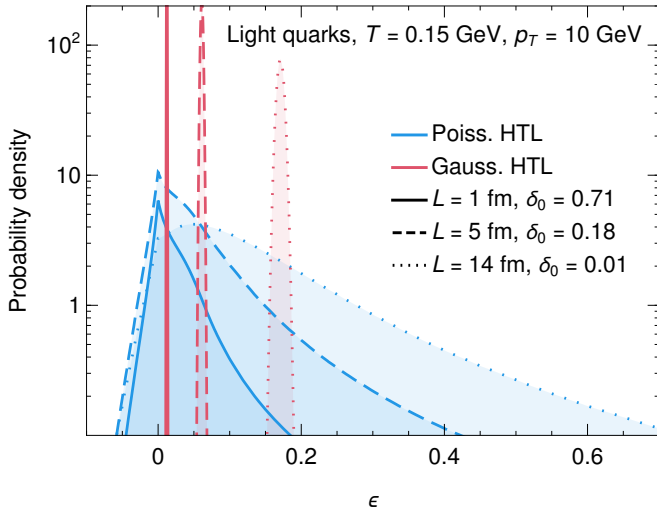 Light quarks, T = 0.15 GeV, p_T = 10 GeV
Poiss. HTL
Gauss. HTL
L = 1 fm, δ₀ = 0.71
L = 5 fm, δ₀ = 0.18
L = 14 fm, δ₀ = 0.01
Probability density
10²
10
1
0
0.2
0.4
0.6
ϵ